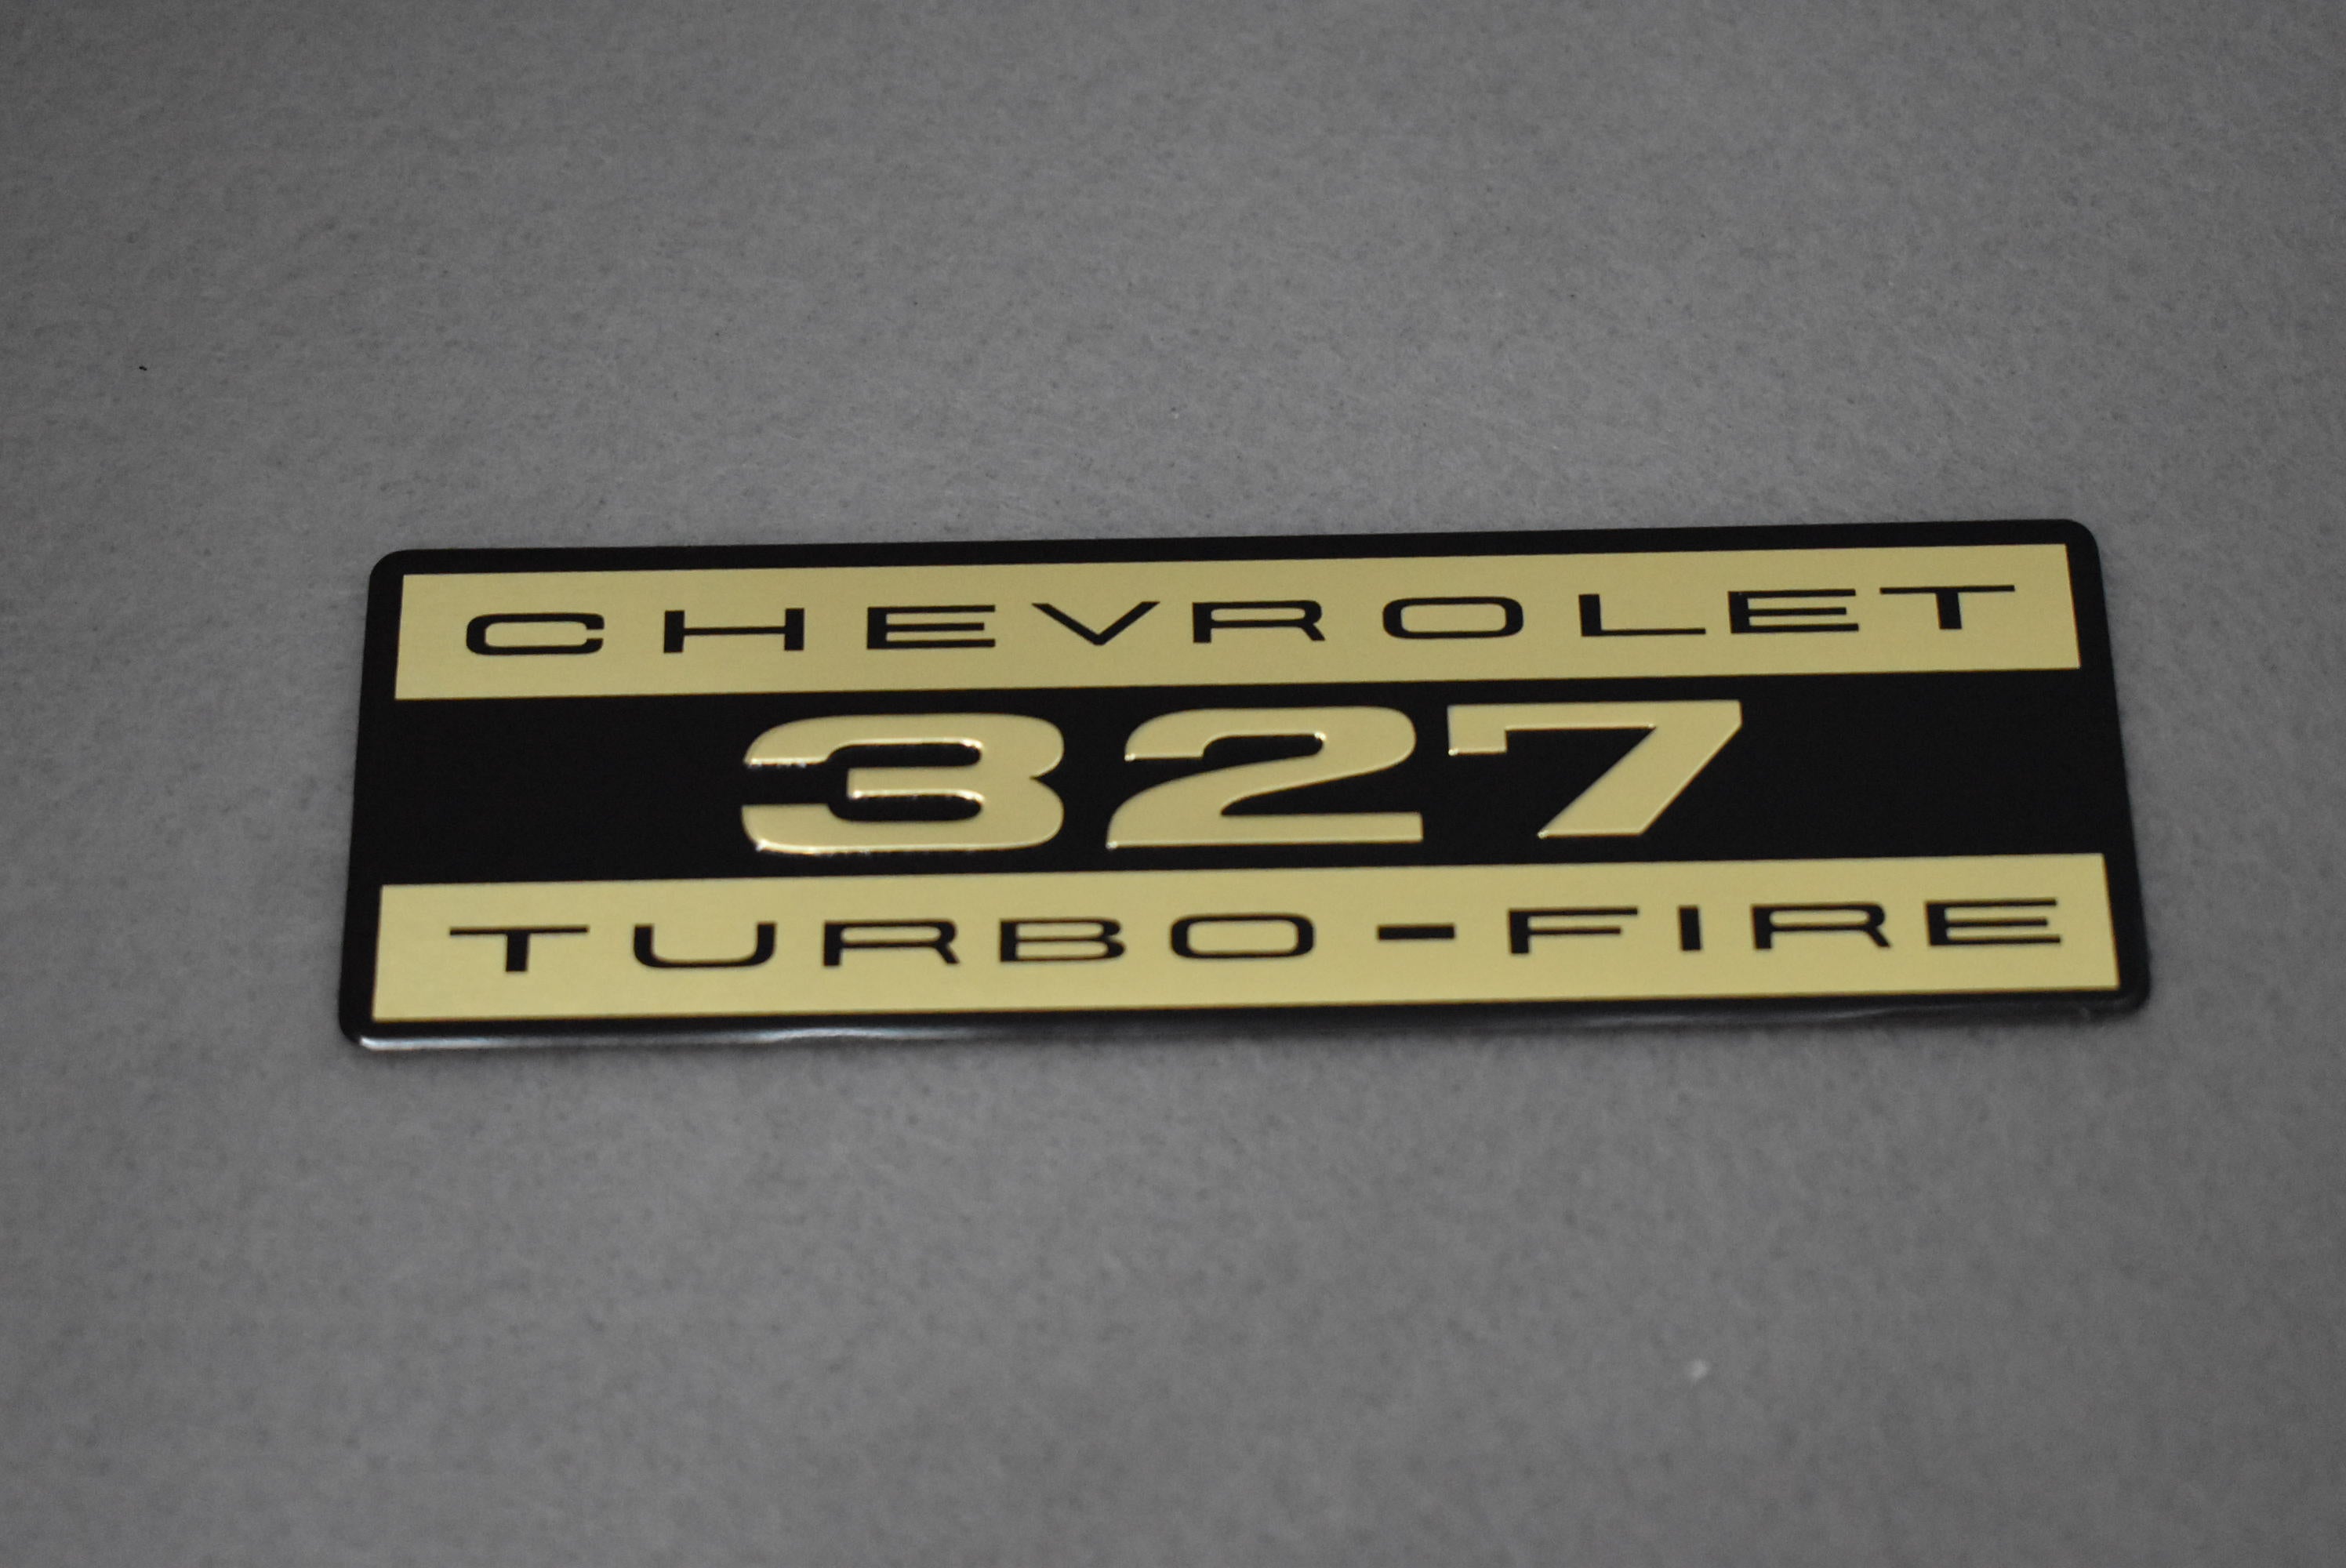 CHEVROLET
327
TURBO-FIRE